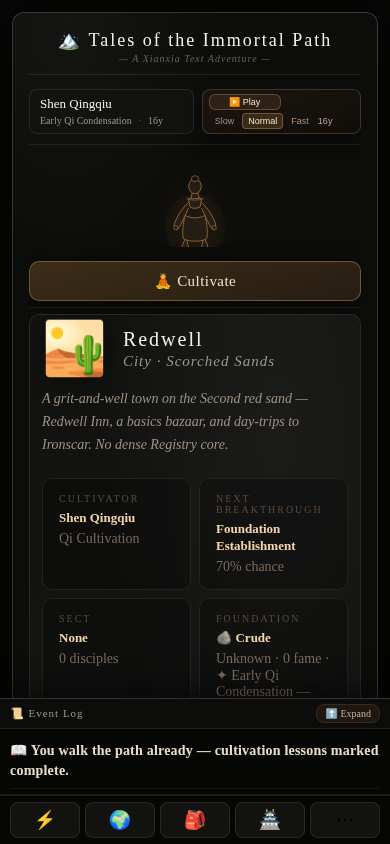 🏔️ Tales of the Immortal Path
— A Xianxia Text Adventure —
Shen Qingqiu
Early Qi Condensation · 16y
▶️ Play
Slow Normal Fast 16y
🧘 Cultivate
Redwell
City · Scorched Sands
A grit-and-well town on the Second red sand —
Redwell Inn, a basics bazaar, and day-trips to
Ironscar. No dense Registry core.
CULTIVATOR
Shen Qingqiu
Qi Cultivation
NEXT
BREAKTHROUGH
Foundation
Establishment
70% chance
SECT
None
0 disciples
FOUNDATION
🪨 Crude
Unknown · 0 fame ·
✦ Early Qi
Condensation —
📜 Event Log
⬆️ Expand
📖 You walk the path already — cultivation lessons marked
complete.